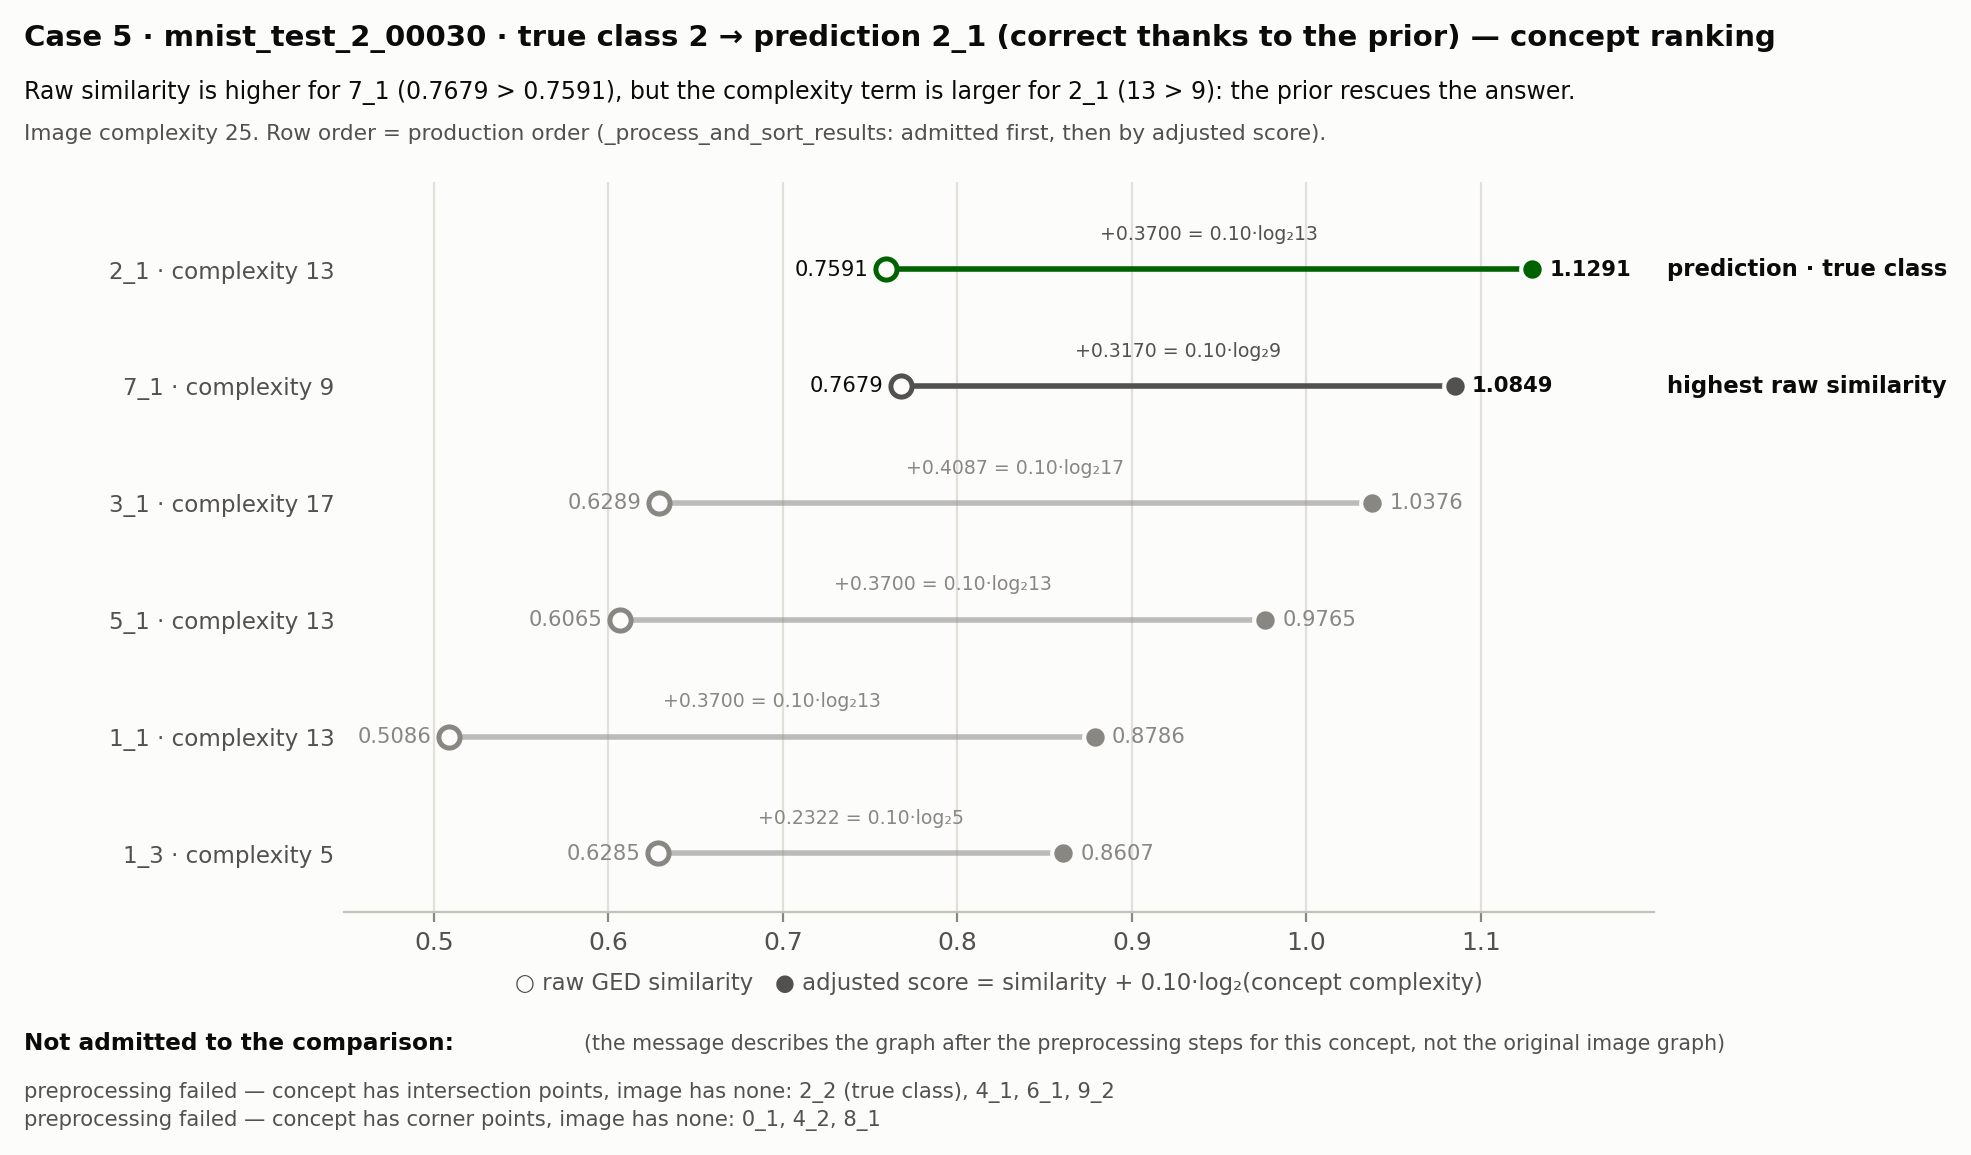 Case 5 · mnist_test_2_00030 · true class 2 → prediction 2_1 (correct thanks to the prior) — concept ranking
Raw similarity is higher for 7_1 (0.7679 > 0.7591), but the complexity term is larger for 2_1 (13 > 9): the prior rescues the answer.
Image complexity 25. Row order = production order (_process_and_sort_results: admitted first, then by adjusted score).
+0.3700 = 0.10·log₂13
2_1 · complexity 13 0.7591 1.1291 prediction · true class
+0.3170 = 0.10·log₂9
7_1 · complexity 9 0.7679 1.0849 highest raw similarity
+0.4087 = 0.10·log₂17
3_1 · complexity 17 0.6289 1.0376
+0.3700 = 0.10·log₂13
5_1 · complexity 13 0.6065 0.9765
+0.3700 = 0.10·log₂13
1_1 · complexity 13 0.5086 0.8786
+0.2322 = 0.10·log₂5
1_3 · complexity 5 0.6285 0.8607
0.5 0.6 0.7 0.8 0.9 1.0 1.1
○ raw GED similarity ● adjusted score = similarity + 0.10·log₂(concept complexity)
Not admitted to the comparison: (the message describes the graph after the preprocessing steps for this concept, not the original image graph)
preprocessing failed — concept has intersection points, image has none: 2_2 (true class), 4_1, 6_1, 9_2
preprocessing failed — concept has corner points, image has none: 0_1, 4_2, 8_1